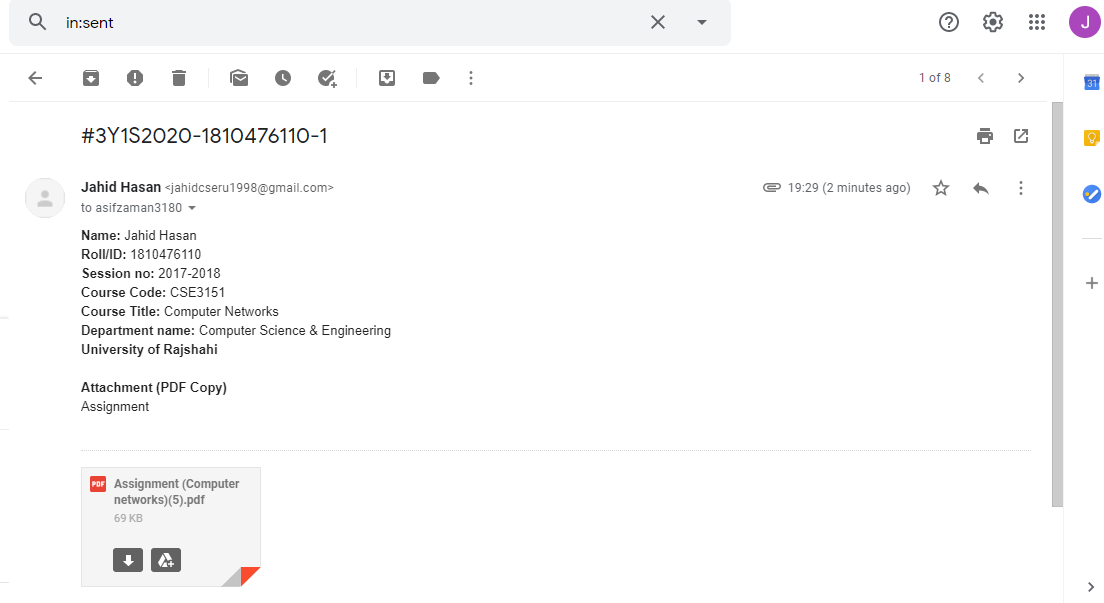 in:sent
J
1 of 8
31
#3Y1S2020-1810476110-1
Jahid Hasan <jahidcseru1998@gmail.com>
19:29 (2 minutes ago)
to asifzaman3180
Name: Jahid Hasan
Roll/ID: 1810476110
Session no: 2017-2018
Course Code: CSE3151
Course Title: Computer Networks
Department name: Computer Science & Engineering
University of Rajshahi
Attachment (PDF Copy)
Assignment
PDF
Assignment (Computer
networks)(5).pdf
69 KB